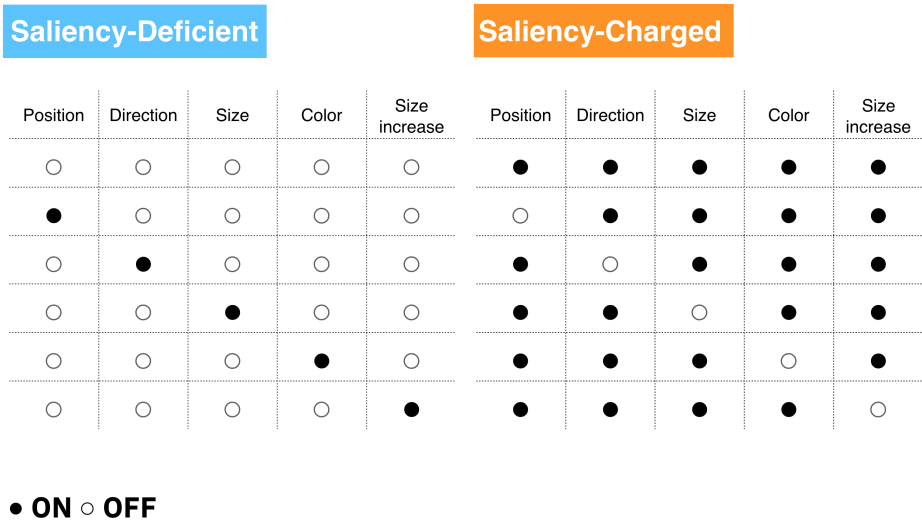 Saliency-Deficient
Saliency-Charged
Position Direction Size Color Size increase
Position Direction Size Color Size increase
● ON ○ OFF